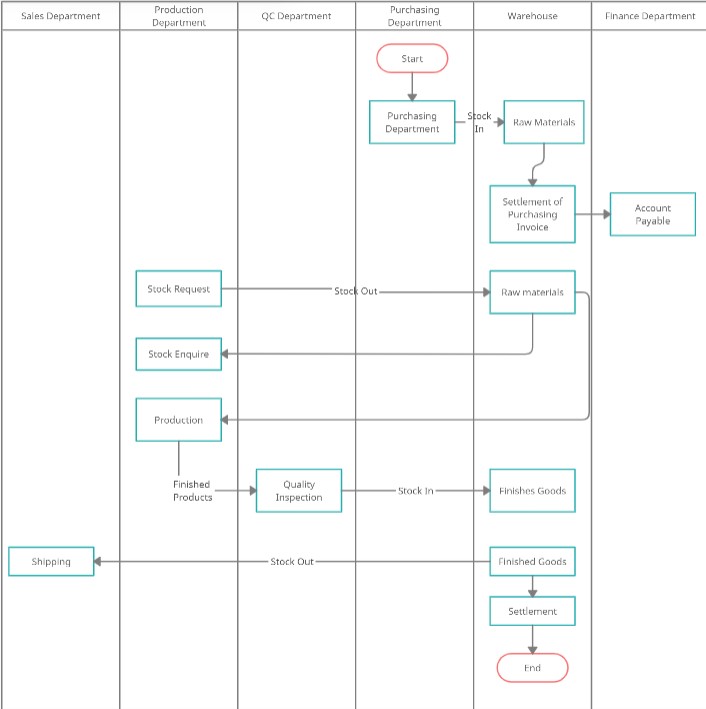 Sales Department
Production
Department
QC Department
Purchasing
Department
Warehouse
Finance Department
Start
Purchasing
Department
Stock
In
Raw Materials
Settlement of
Purchasing
Invoice
Account
Payable
Stock Request
Stock Out
Raw materials
Stock Enquire
Production
Finished
Products
Quality
Inspection
Stock In
Finishes Goods
Shipping
Stock Out
Finished Goods
Settlement
End